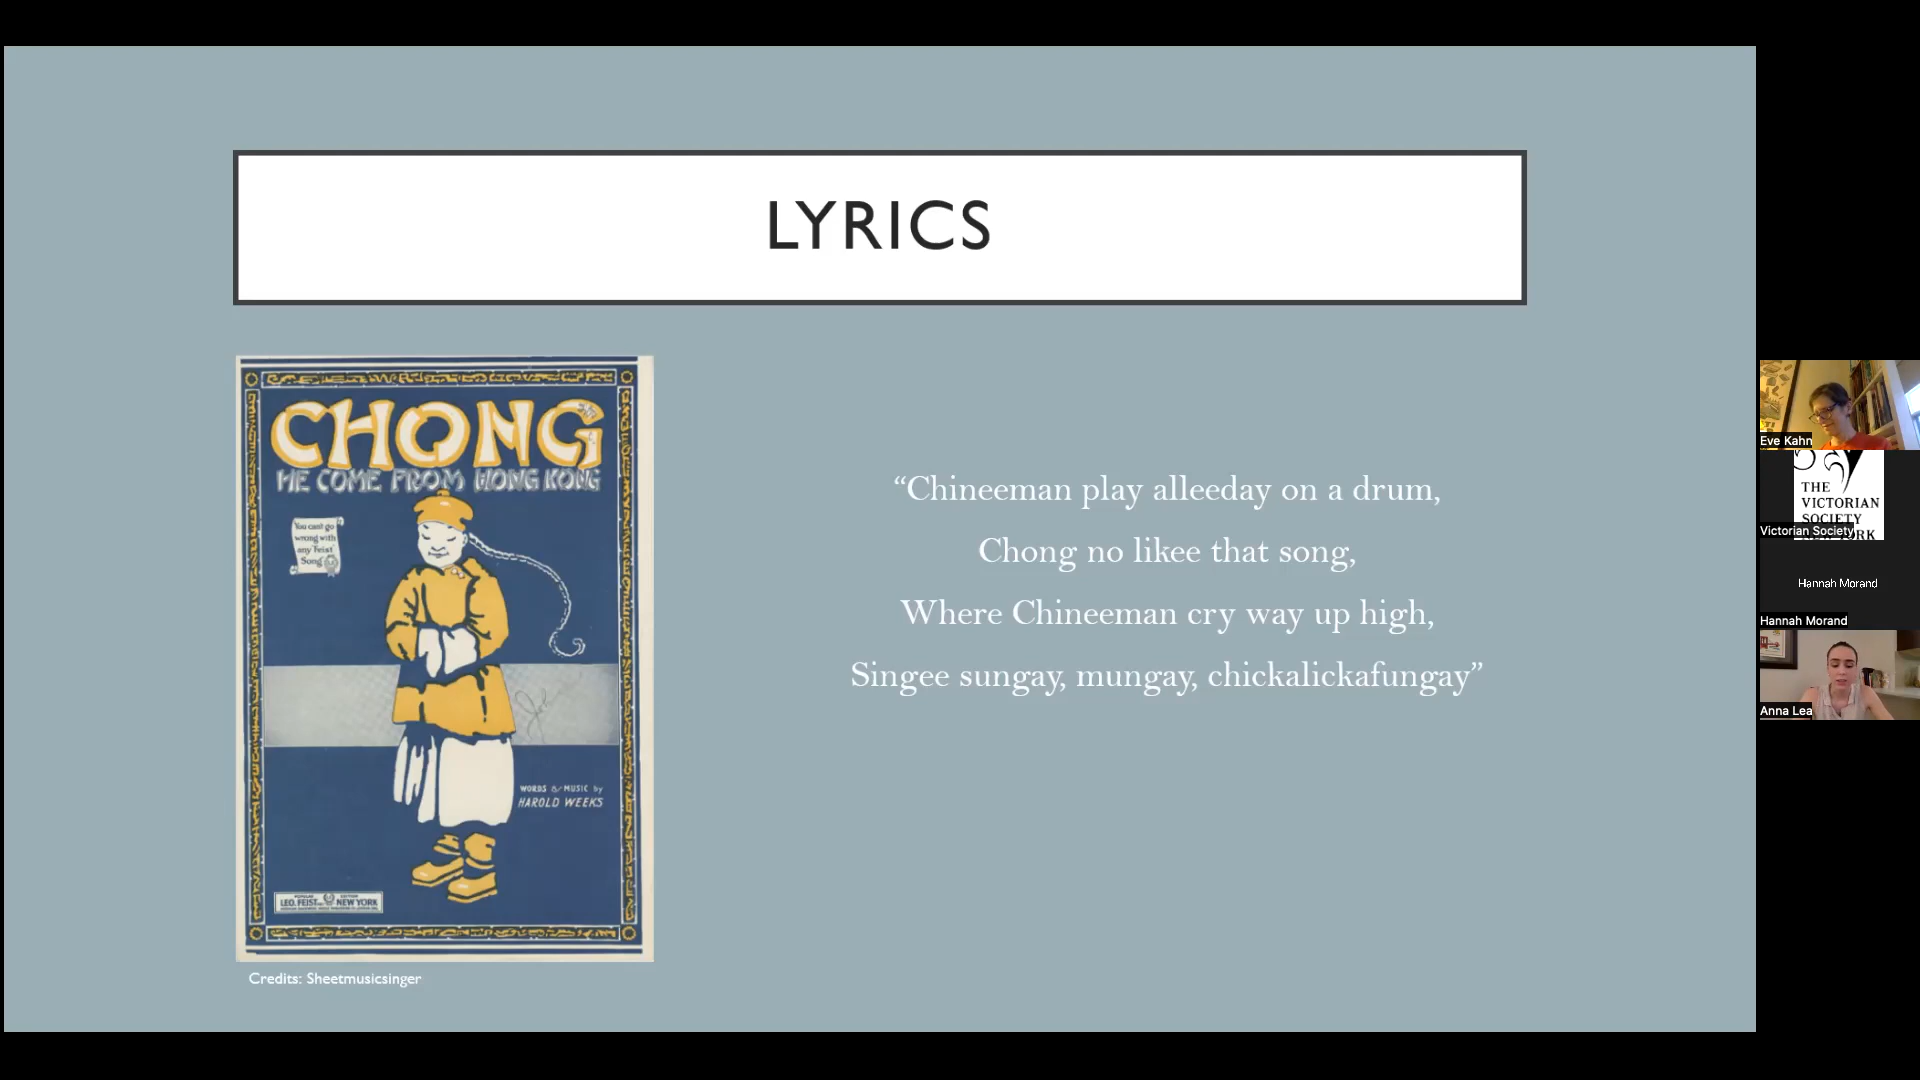 LYRICS
CHONG
HE COME FROM HONG KONG
You can't go
wrong with
any 'Feist'
Song
WORDS & MUSIC by
HAROLD WEEKS
LEO. FEIST NEW YORK
Credits: Sheetmusicsinger
“Chineeman play alleeday on a drum,
Chong no likee that song,
Where Chineeman cry way up high,
Singee sungay, mungay, chickalickafungay”
Eve Kahn
THE
VICTORIAN
SOCIETY
Victorian Society
Hannah Morand
Hannah Morand
Anna Lea